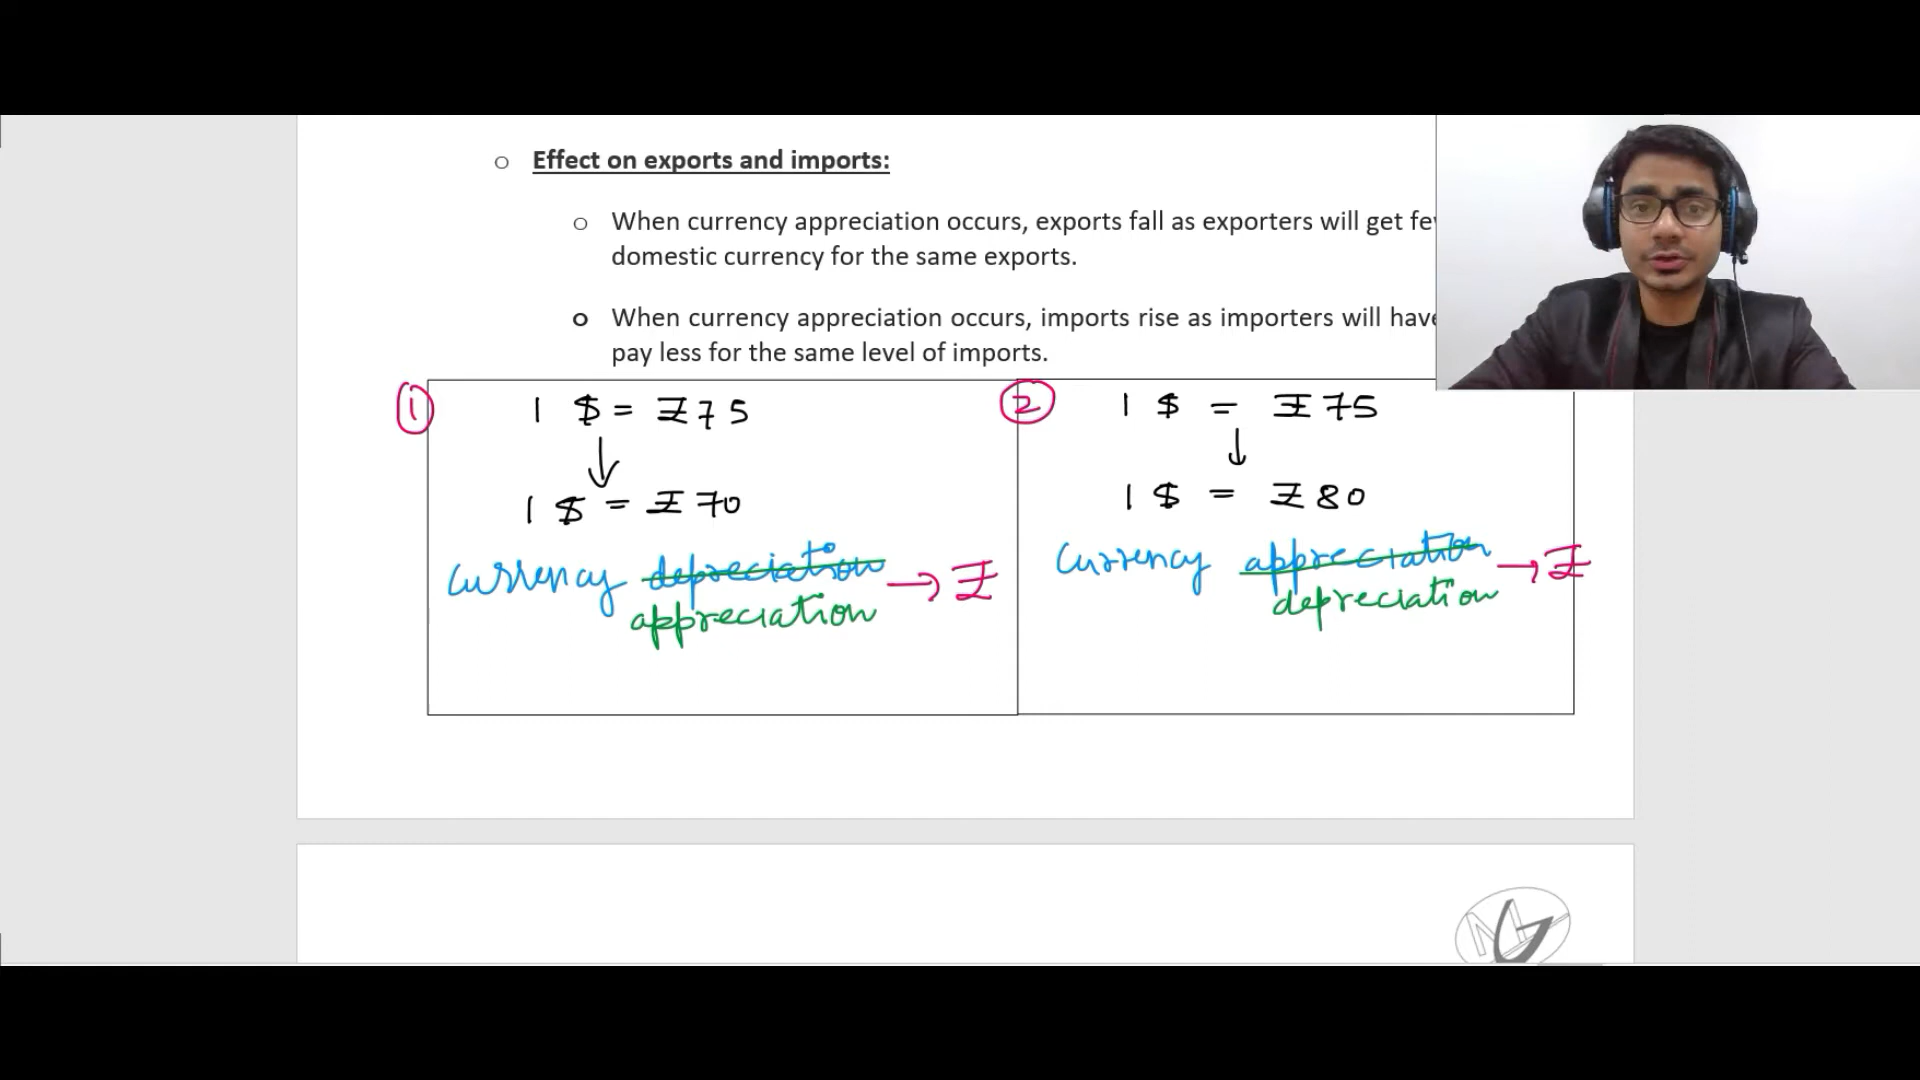 Effect on exports and imports:
When currency appreciation occurs, exports fall as exporters will get
domestic currency for the same exports.
When currency appreciation occurs, imports rise as importers will have
pay less for the same level of imports.
1 1 $ = ₹75
1 $ = ₹70
currency depreciation → ₹
appreciation
2 1 $ = ₹75
1 $ = ₹80
Currency appreciation → ₹
depreciation